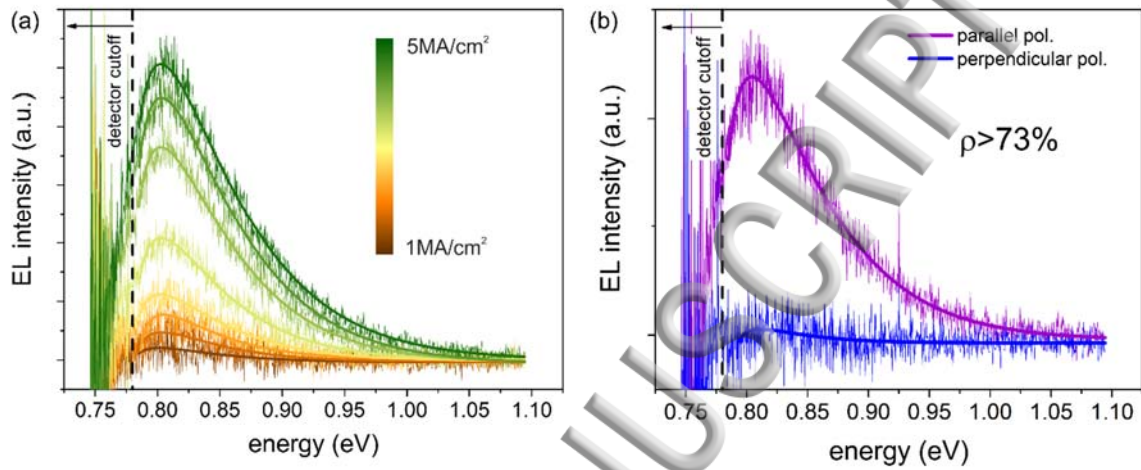 (a)
detector cutoff
5MA/cm²
1MA/cm²
EL intensity (a.u.)
0.75 0.80 0.85 0.90 0.95 1.00 1.05 1.10
energy (eV)
(b)
detector cutoff
parallel pol.
perpendicular pol.
ρ>73%
EL intensity (a.u.)
0.75 0.80 0.85 0.90 0.95 1.00 1.05 1.10
energy (eV)
USCRIPT